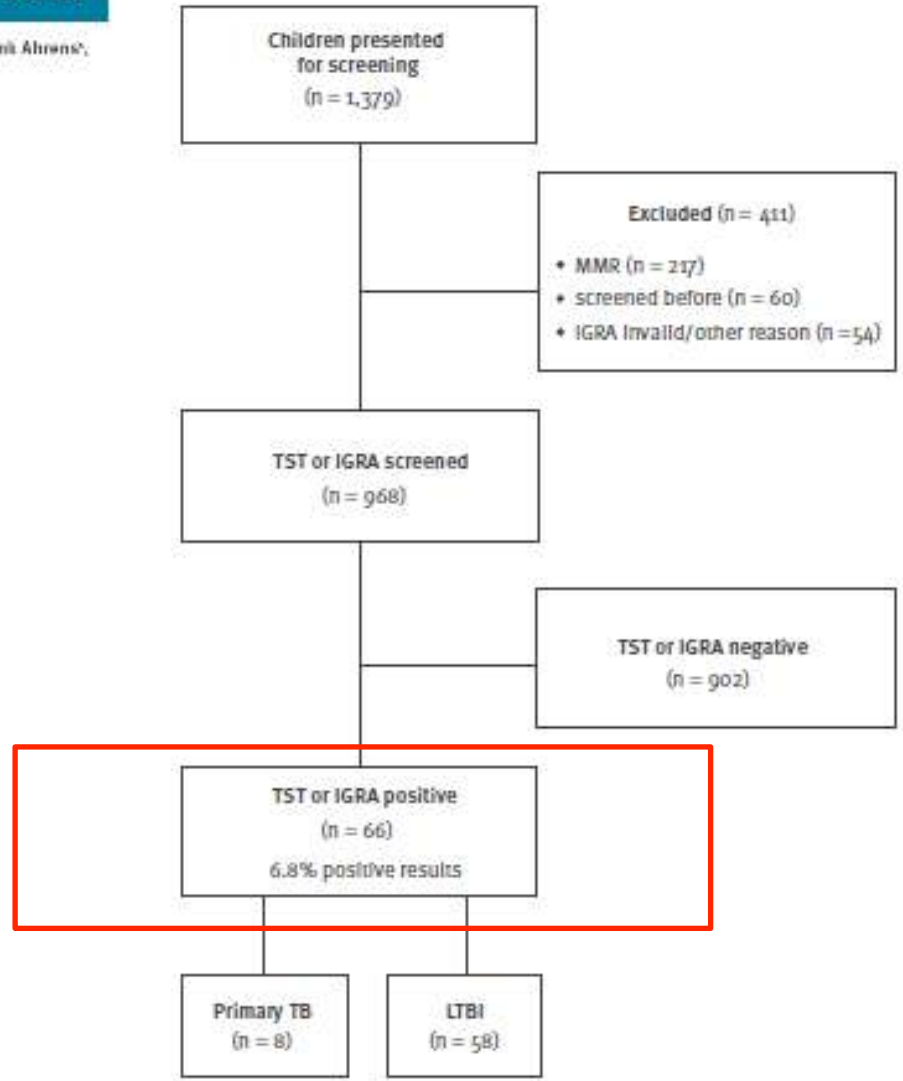 nk Ahrens
Children presented
for screening
(n = 1,379)
Excluded (n = 411)
• MMR (n = 217)
• screened before (n = 60)
• IGRA invalid/other reason (n =54)
TST or IGRA screened
(n = 968)
TST or IGRA negative
(n = 902)
TST or IGRA positive
(n = 66)
6.8% positive results
Primary TB
(n = 8)
LTBI
(n = 58)